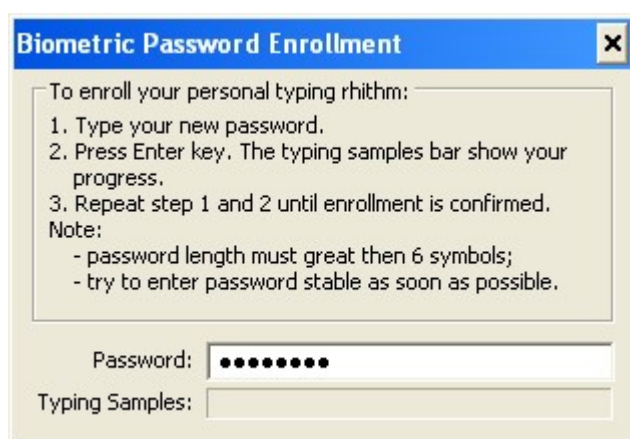 Biometric Password Enrollment
To enroll your personal typing rhithm:
1. Type your new password.
2. Press Enter key. The typing samples bar show your
progress.
3. Repeat step 1 and 2 until enrollment is confirmed.
Note:
- password length must great then 6 symbols;
- try to enter password stable as soon as possible.
Password: ●●●●●●●●
Typing Samples: